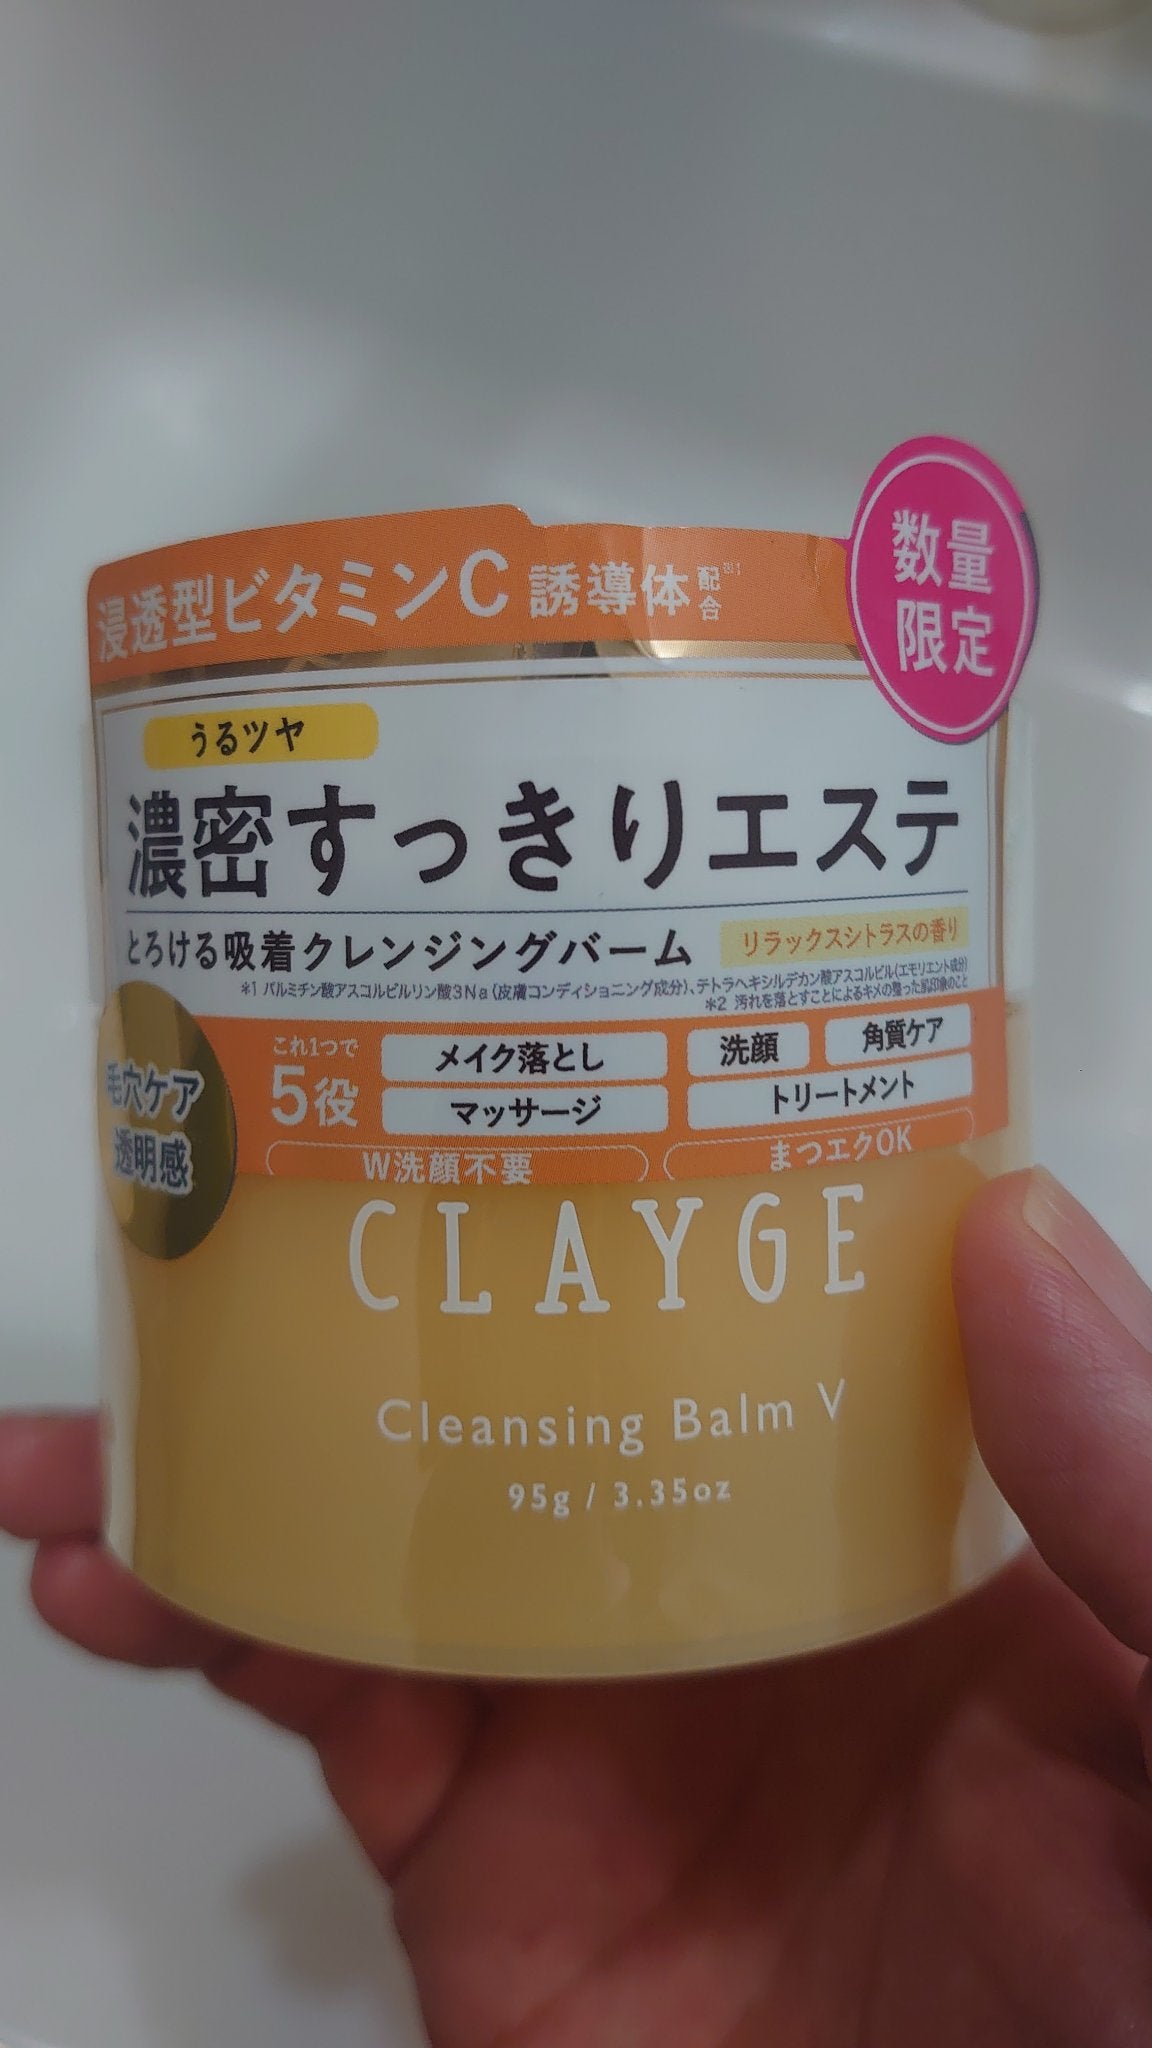 浸透型ビタミンC誘導体配合※1
数量
限定
うるツヤ
濃密すっきりエステ
とろける吸着クレンジングバーム
リラックスシトラスの香り
*1 パルミチン酸アスコルビルリン酸3Na(皮膚コンディショニング成分)、テトラヘキシルデカン酸アスコルビル(エモリエント成分)
*2 汚れを落とすことによるキメの整った肌印象のこと
毛穴ケア
透明感
これ1つで
5役
メイク落とし
洗顔
角質ケア
マッサージ
トリートメント
W洗顔不要
まつエクOK
CLAYGE
Cleansing Balm V
95g / 3.35oz